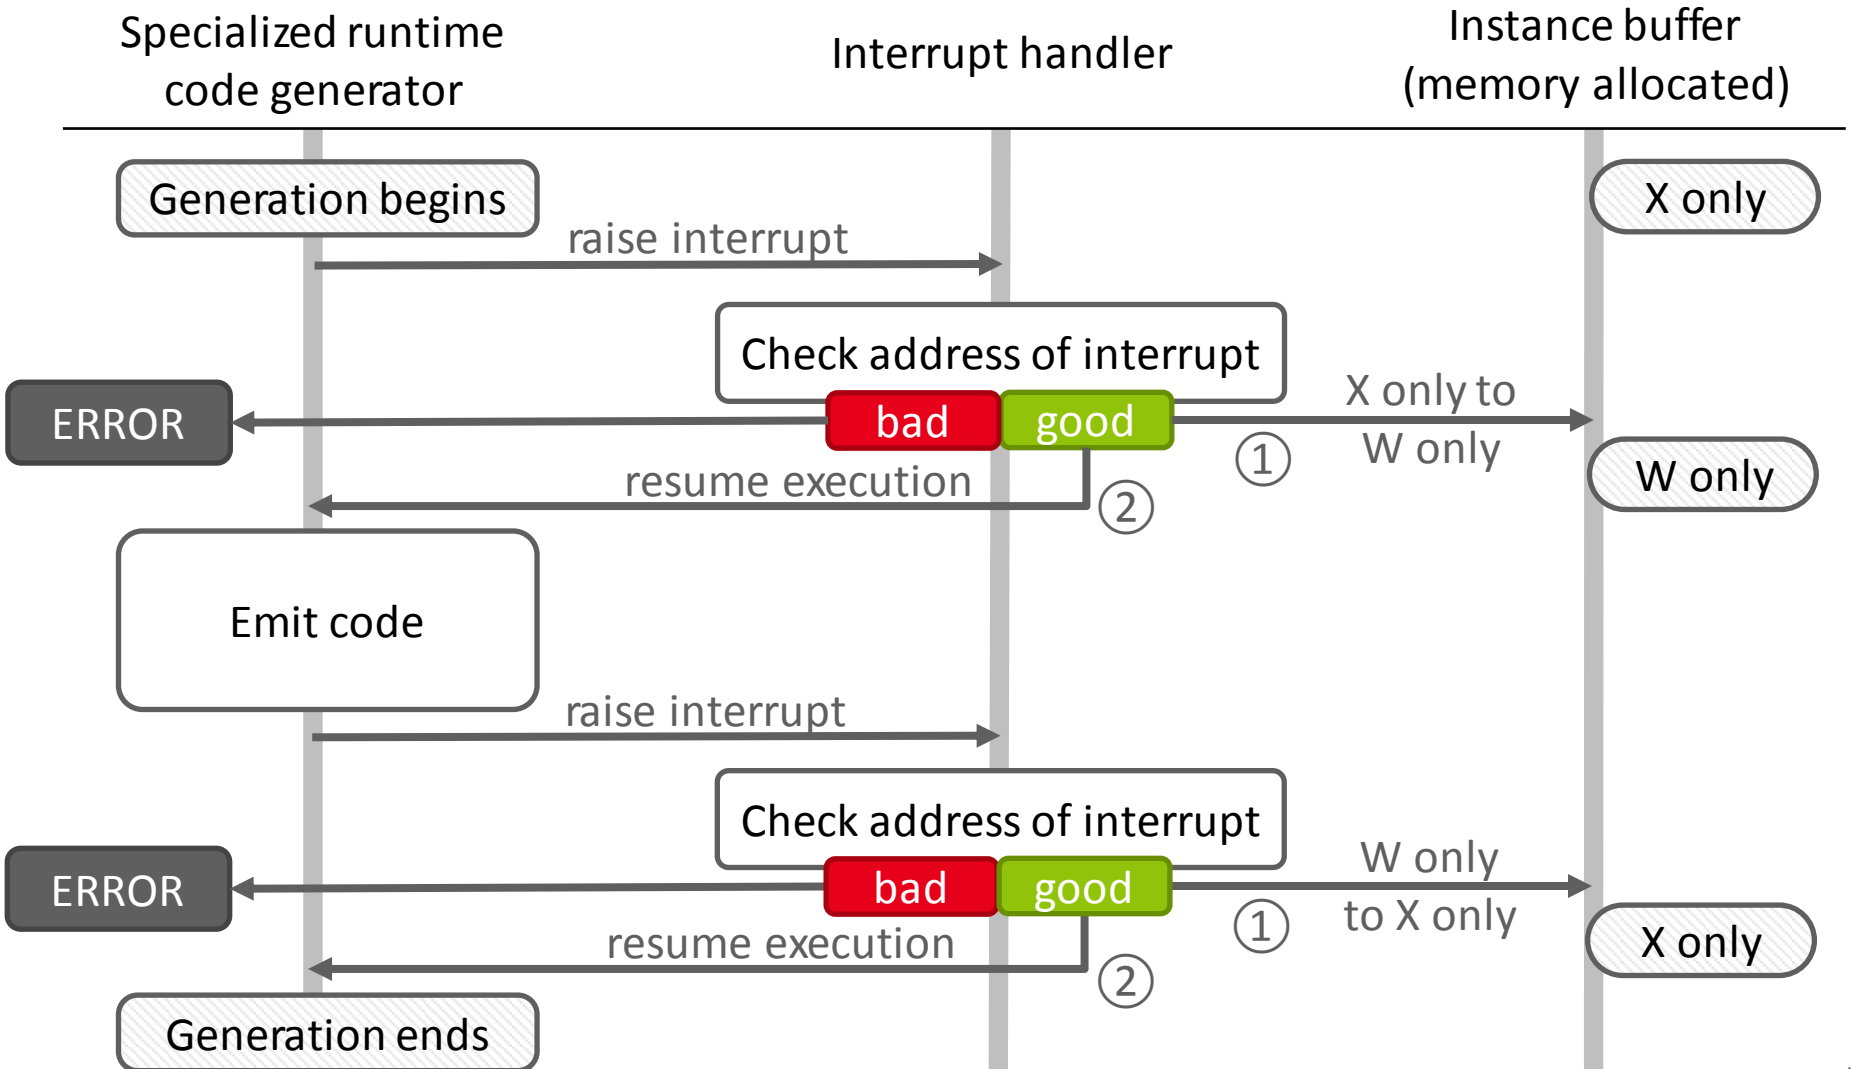 Specialized runtime
code generator
Interrupt handler
Instance buffer
(memory allocated)
Generation begins
X only
raise interrupt
Check address of interrupt
ERROR
bad
good
X only to
W only
①
W only
resume execution
②
Emit code
raise interrupt
Check address of interrupt
ERROR
bad
good
W only
to X only
①
X only
resume execution
②
Generation ends